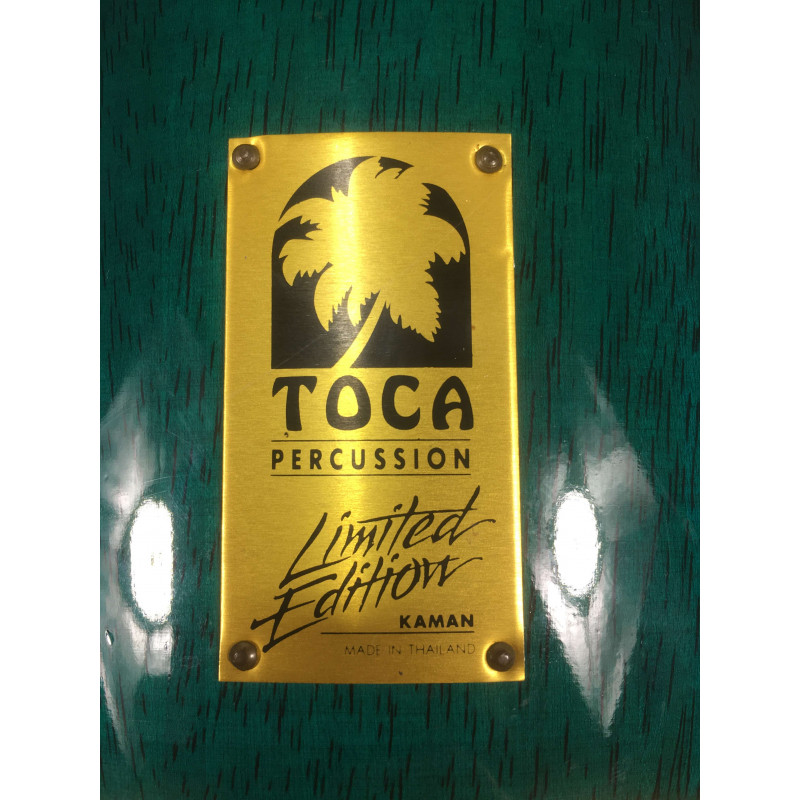 TOCA
PERCUSSION
Limited
Edition
KAMAN
MADE IN THAILAND